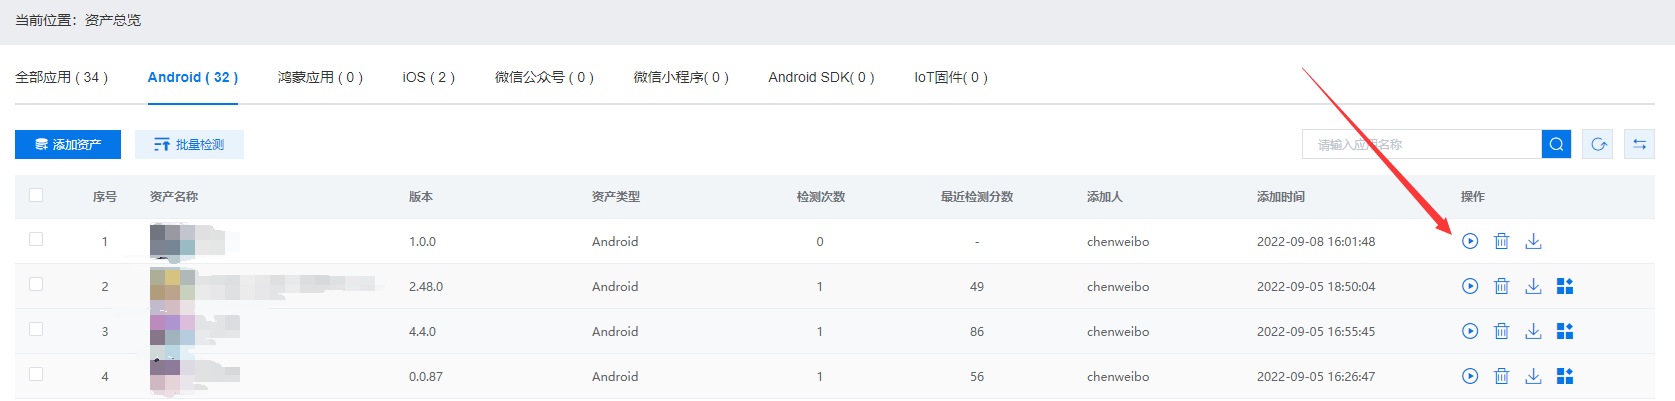 当前位置：资产总览
全部应用 ( 34 ) Android ( 32 ) 鸿蒙应用 ( 0 ) iOS ( 2 ) 微信公众号 ( 0 ) 微信小程序( 0 ) Android SDK( 0 ) IoT固件( 0 )
添加资产 批量检测 请输入应用名称
序号 资产名称 版本 资产类型 检测次数 最近检测分数 添加人 添加时间 操作
1 1.0.0 Android 0 - chenweibo 2022-09-08 16:01:48
2 2.48.0 Android 1 49 chenweibo 2022-09-05 18:50:04
3 4.4.0 Android 1 86 chenweibo 2022-09-05 16:55:45
4 0.0.87 Android 1 56 chenweibo 2022-09-05 16:26:47